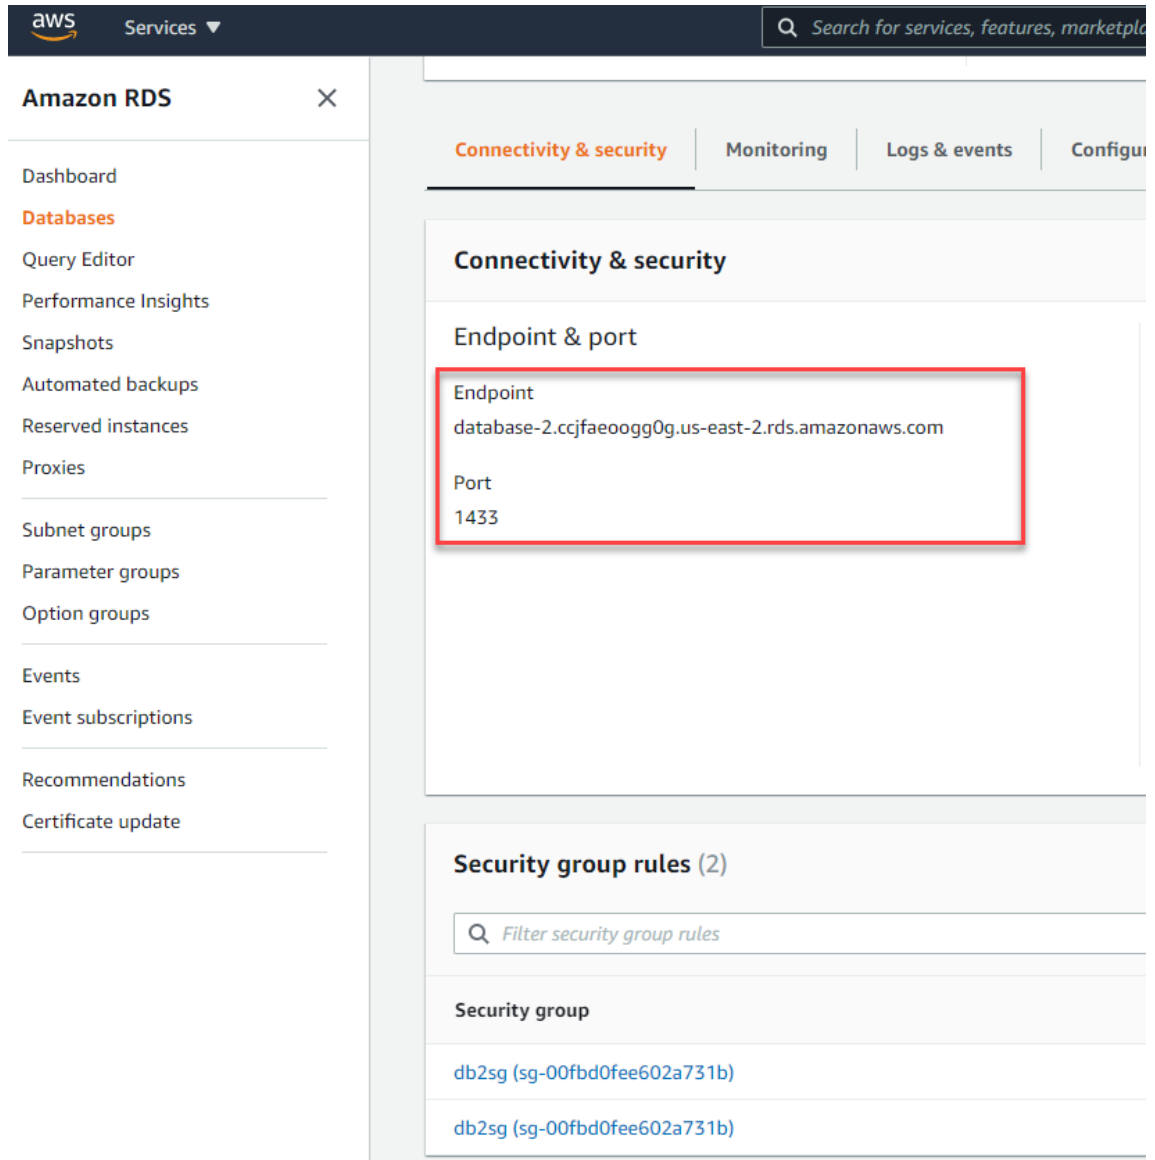 aws
Services ▼
Search for services, features, marketpla
Amazon RDS
Dashboard
Databases
Query Editor
Performance Insights
Snapshots
Automated backups
Reserved instances
Proxies
Subnet groups
Parameter groups
Option groups
Events
Event subscriptions
Recommendations
Certificate update
Connectivity & security
Monitoring
Logs & events
Configur
Connectivity & security
Endpoint & port
Endpoint
database-2.ccjfaeoogg0g.us-east-2.rds.amazonaws.com
Port
1433
Security group rules (2)
Filter security group rules
Security group
db2sg (sg-00fbd0fee602a731b)
db2sg (sg-00fbd0fee602a731b)